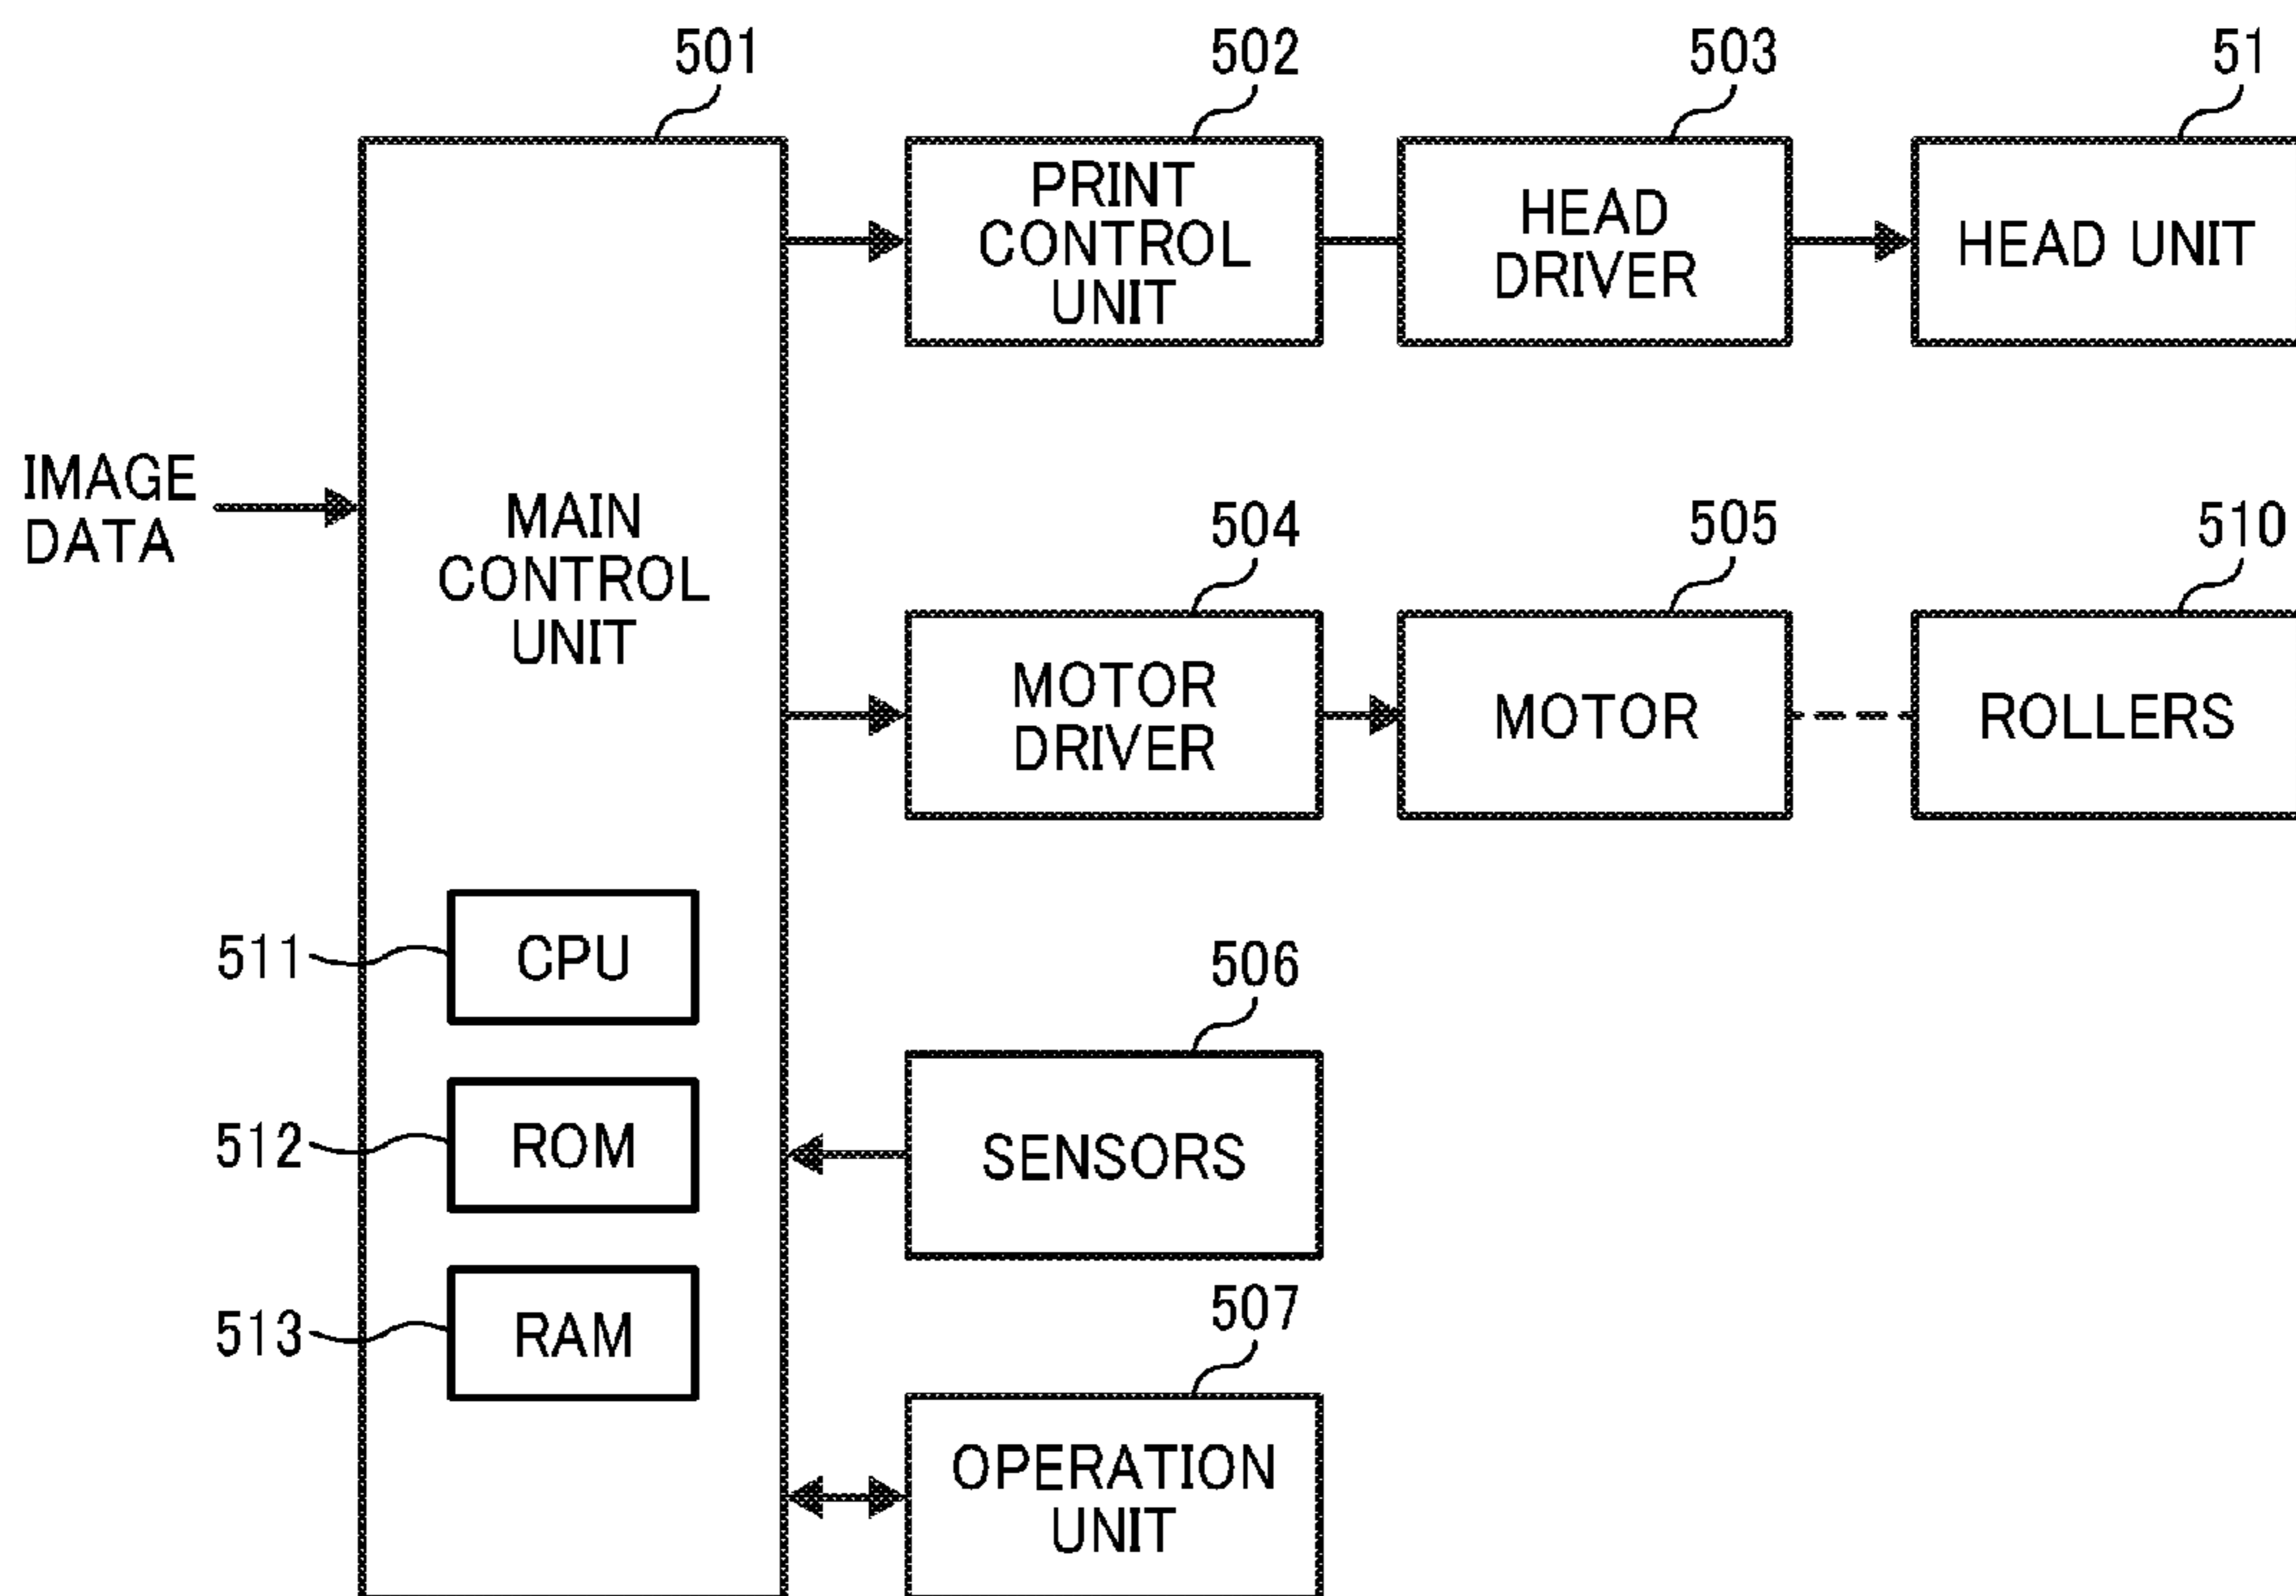 501
502
503
51
PRINT
CONTROL
UNIT
HEAD
DRIVER
HEAD UNIT
IMAGE
DATA
MAIN
CONTROL
UNIT
504
505
510
MOTOR
DRIVER
MOTOR
ROLLERS
511
CPU
506
512
ROM
SENSORS
513
RAM
507
OPERATION
UNIT